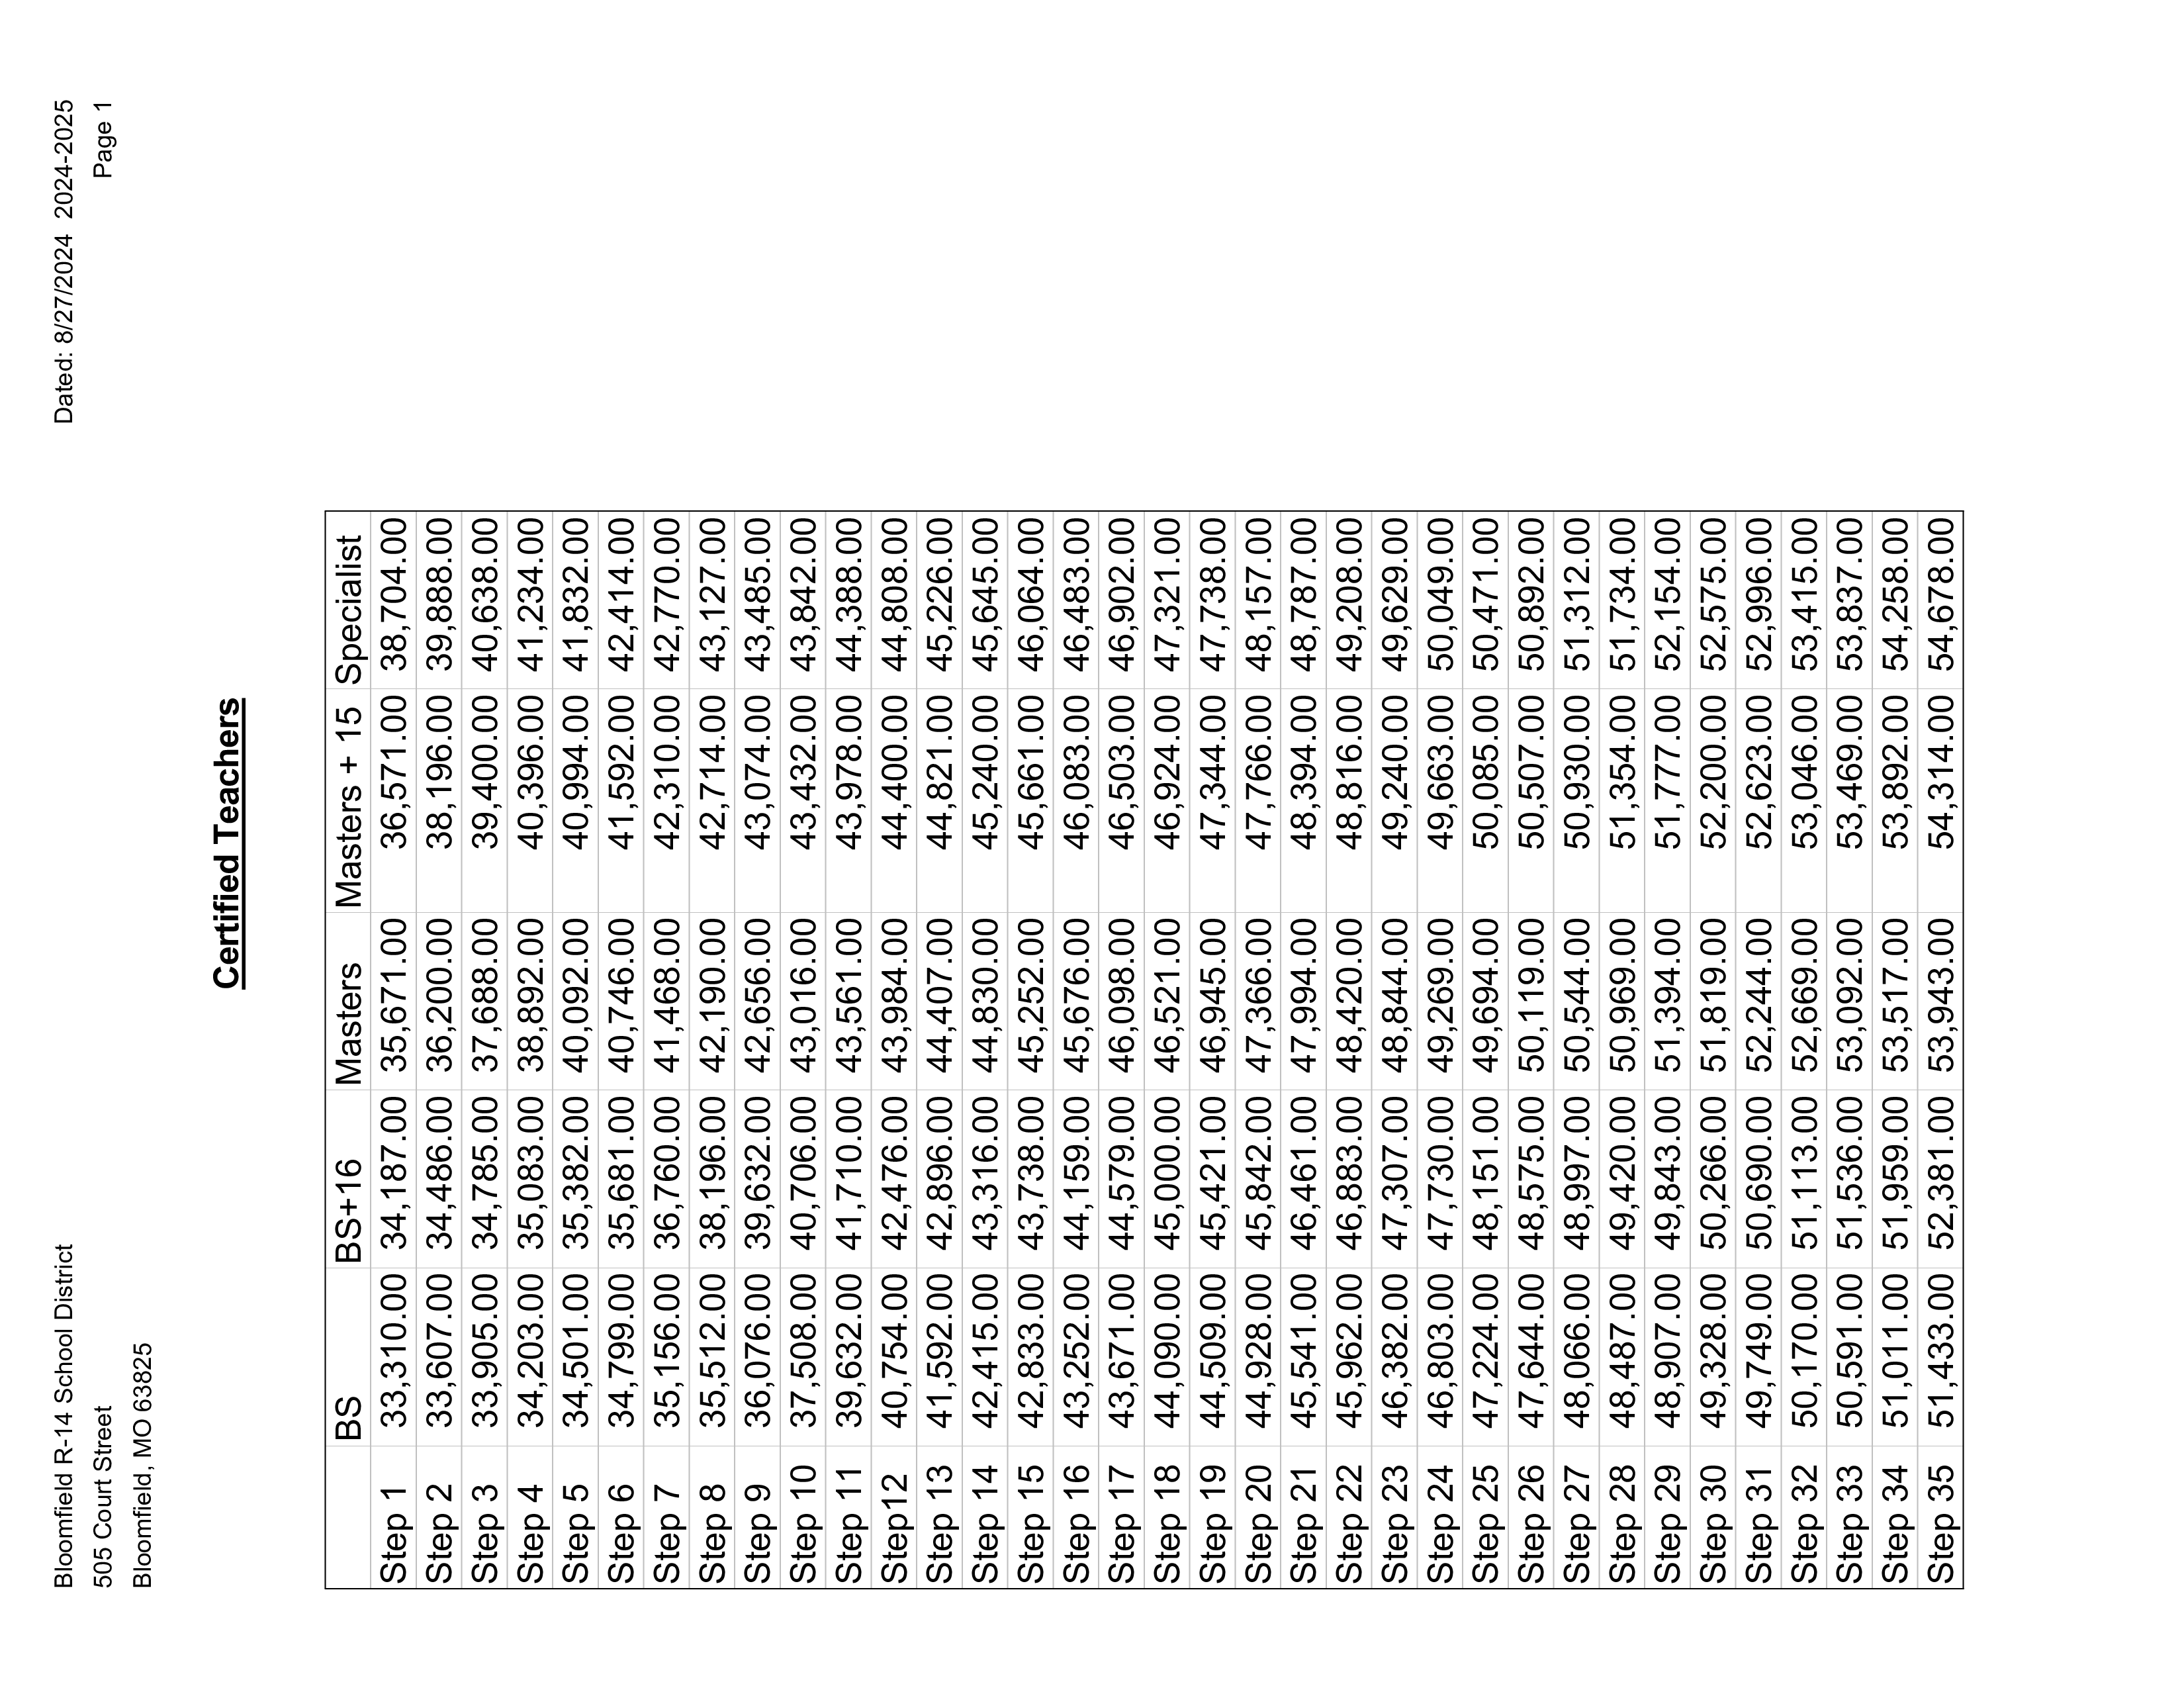 Bloomfield R-14 School District Dated: 8/27/2024 2024-2025
505 Court Street Page 1
Bloomfield, MO 63825
Certified Teachers
BS BS+16 Masters Masters + 15 Specialist
Step 1 33,310.00 34,187.00 35,671.00 36,571.00 38,704.00
Step 2 33,607.00 34,486.00 36,200.00 38,196.00 39,888.00
Step 3 33,905.00 34,785.00 37,688.00 39,400.00 40,638.00
Step 4 34,203.00 35,083.00 38,892.00 40,396.00 41,234.00
Step 5 34,501.00 35,382.00 40,092.00 40,994.00 41,832.00
Step 6 34,799.00 35,681.00 40,746.00 41,592.00 42,414.00
Step 7 35,156.00 36,760.00 41,468.00 42,310.00 42,770.00
Step 8 35,512.00 38,196.00 42,190.00 42,714.00 43,127.00
Step 9 36,076.00 39,632.00 42,656.00 43,074.00 43,485.00
Step 10 37,508.00 40,706.00 43,016.00 43,432.00 43,842.00
Step 11 39,632.00 41,710.00 43,561.00 43,978.00 44,388.00
Step12 40,754.00 42,476.00 43,984.00 44,400.00 44,808.00
Step 13 41,592.00 42,896.00 44,407.00 44,821.00 45,226.00
Step 14 42,415.00 43,316.00 44,830.00 45,240.00 45,645.00
Step 15 42,833.00 43,738.00 45,252.00 45,661.00 46,064.00
Step 16 43,252.00 44,159.00 45,676.00 46,083.00 46,483.00
Step 17 43,671.00 44,579.00 46,098.00 46,503.00 46,902.00
Step 18 44,090.00 45,000.00 46,521.00 46,924.00 47,321.00
Step 19 44,509.00 45,421.00 46,945.00 47,344.00 47,738.00
Step 20 44,928.00 45,842.00 47,366.00 47,766.00 48,157.00
Step 21 45,541.00 46,461.00 47,994.00 48,394.00 48,787.00
Step 22 45,962.00 46,883.00 48,420.00 48,816.00 49,208.00
Step 23 46,382.00 47,307.00 48,844.00 49,240.00 49,629.00
Step 24 46,803.00 47,730.00 49,269.00 49,663.00 50,049.00
Step 25 47,224.00 48,151.00 49,694.00 50,085.00 50,471.00
Step 26 47,644.00 48,575.00 50,119.00 50,507.00 50,892.00
Step 27 48,066.00 48,997.00 50,544.00 50,930.00 51,312.00
Step 28 48,487.00 49,420.00 50,969.00 51,354.00 51,734.00
Step 29 48,907.00 49,843.00 51,394.00 51,777.00 52,154.00
Step 30 49,328.00 50,266.00 51,819.00 52,200.00 52,575.00
Step 31 49,749.00 50,690.00 52,244.00 52,623.00 52,996.00
Step 32 50,170.00 51,113.00 52,669.00 53,046.00 53,415.00
Step 33 50,591.00 51,536.00 53,092.00 53,469.00 53,837.00
Step 34 51,011.00 51,959.00 53,517.00 53,892.00 54,258.00
Step 35 51,433.00 52,381.00 53,943.00 54,314.00 54,678.00